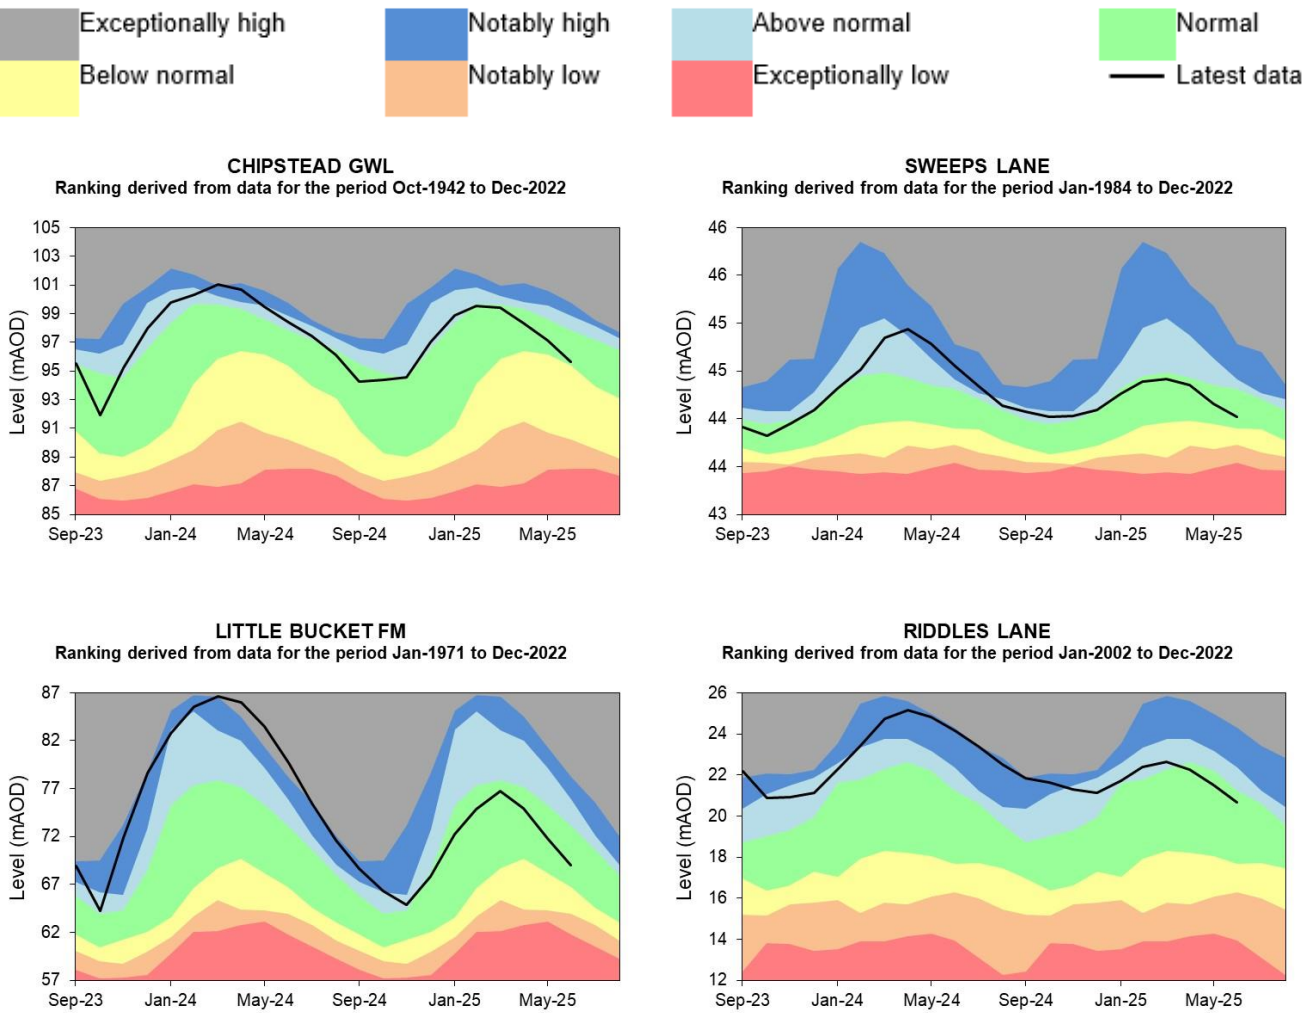 Exceptionally high Notably high Above normal Normal
Below normal Notably low Exceptionally low Latest data
CHIPSTEAD GWL
Ranking derived from data for the period Oct-1942 to Dec-2022
Level (mAOD)
105
103
101
99
97
95
93
91
89
87
85
Sep-23 Jan-24 May-24 Sep-24 Jan-25 May-25
SWEEPS LANE
Ranking derived from data for the period Jan-1984 to Dec-2022
Level (mAOD)
46
46
45
45
44
44
43
Sep-23 Jan-24 May-24 Sep-24 Jan-25 May-25
LITTLE BUCKET FM
Ranking derived from data for the period Jan-1971 to Dec-2022
Level (mAOD)
87
82
77
72
67
62
57
Sep-23 Jan-24 May-24 Sep-24 Jan-25 May-25
RIDDLES LANE
Ranking derived from data for the period Jan-2002 to Dec-2022
Level (mAOD)
26
24
22
20
18
16
14
12
Sep-23 Jan-24 May-24 Sep-24 Jan-25 May-25